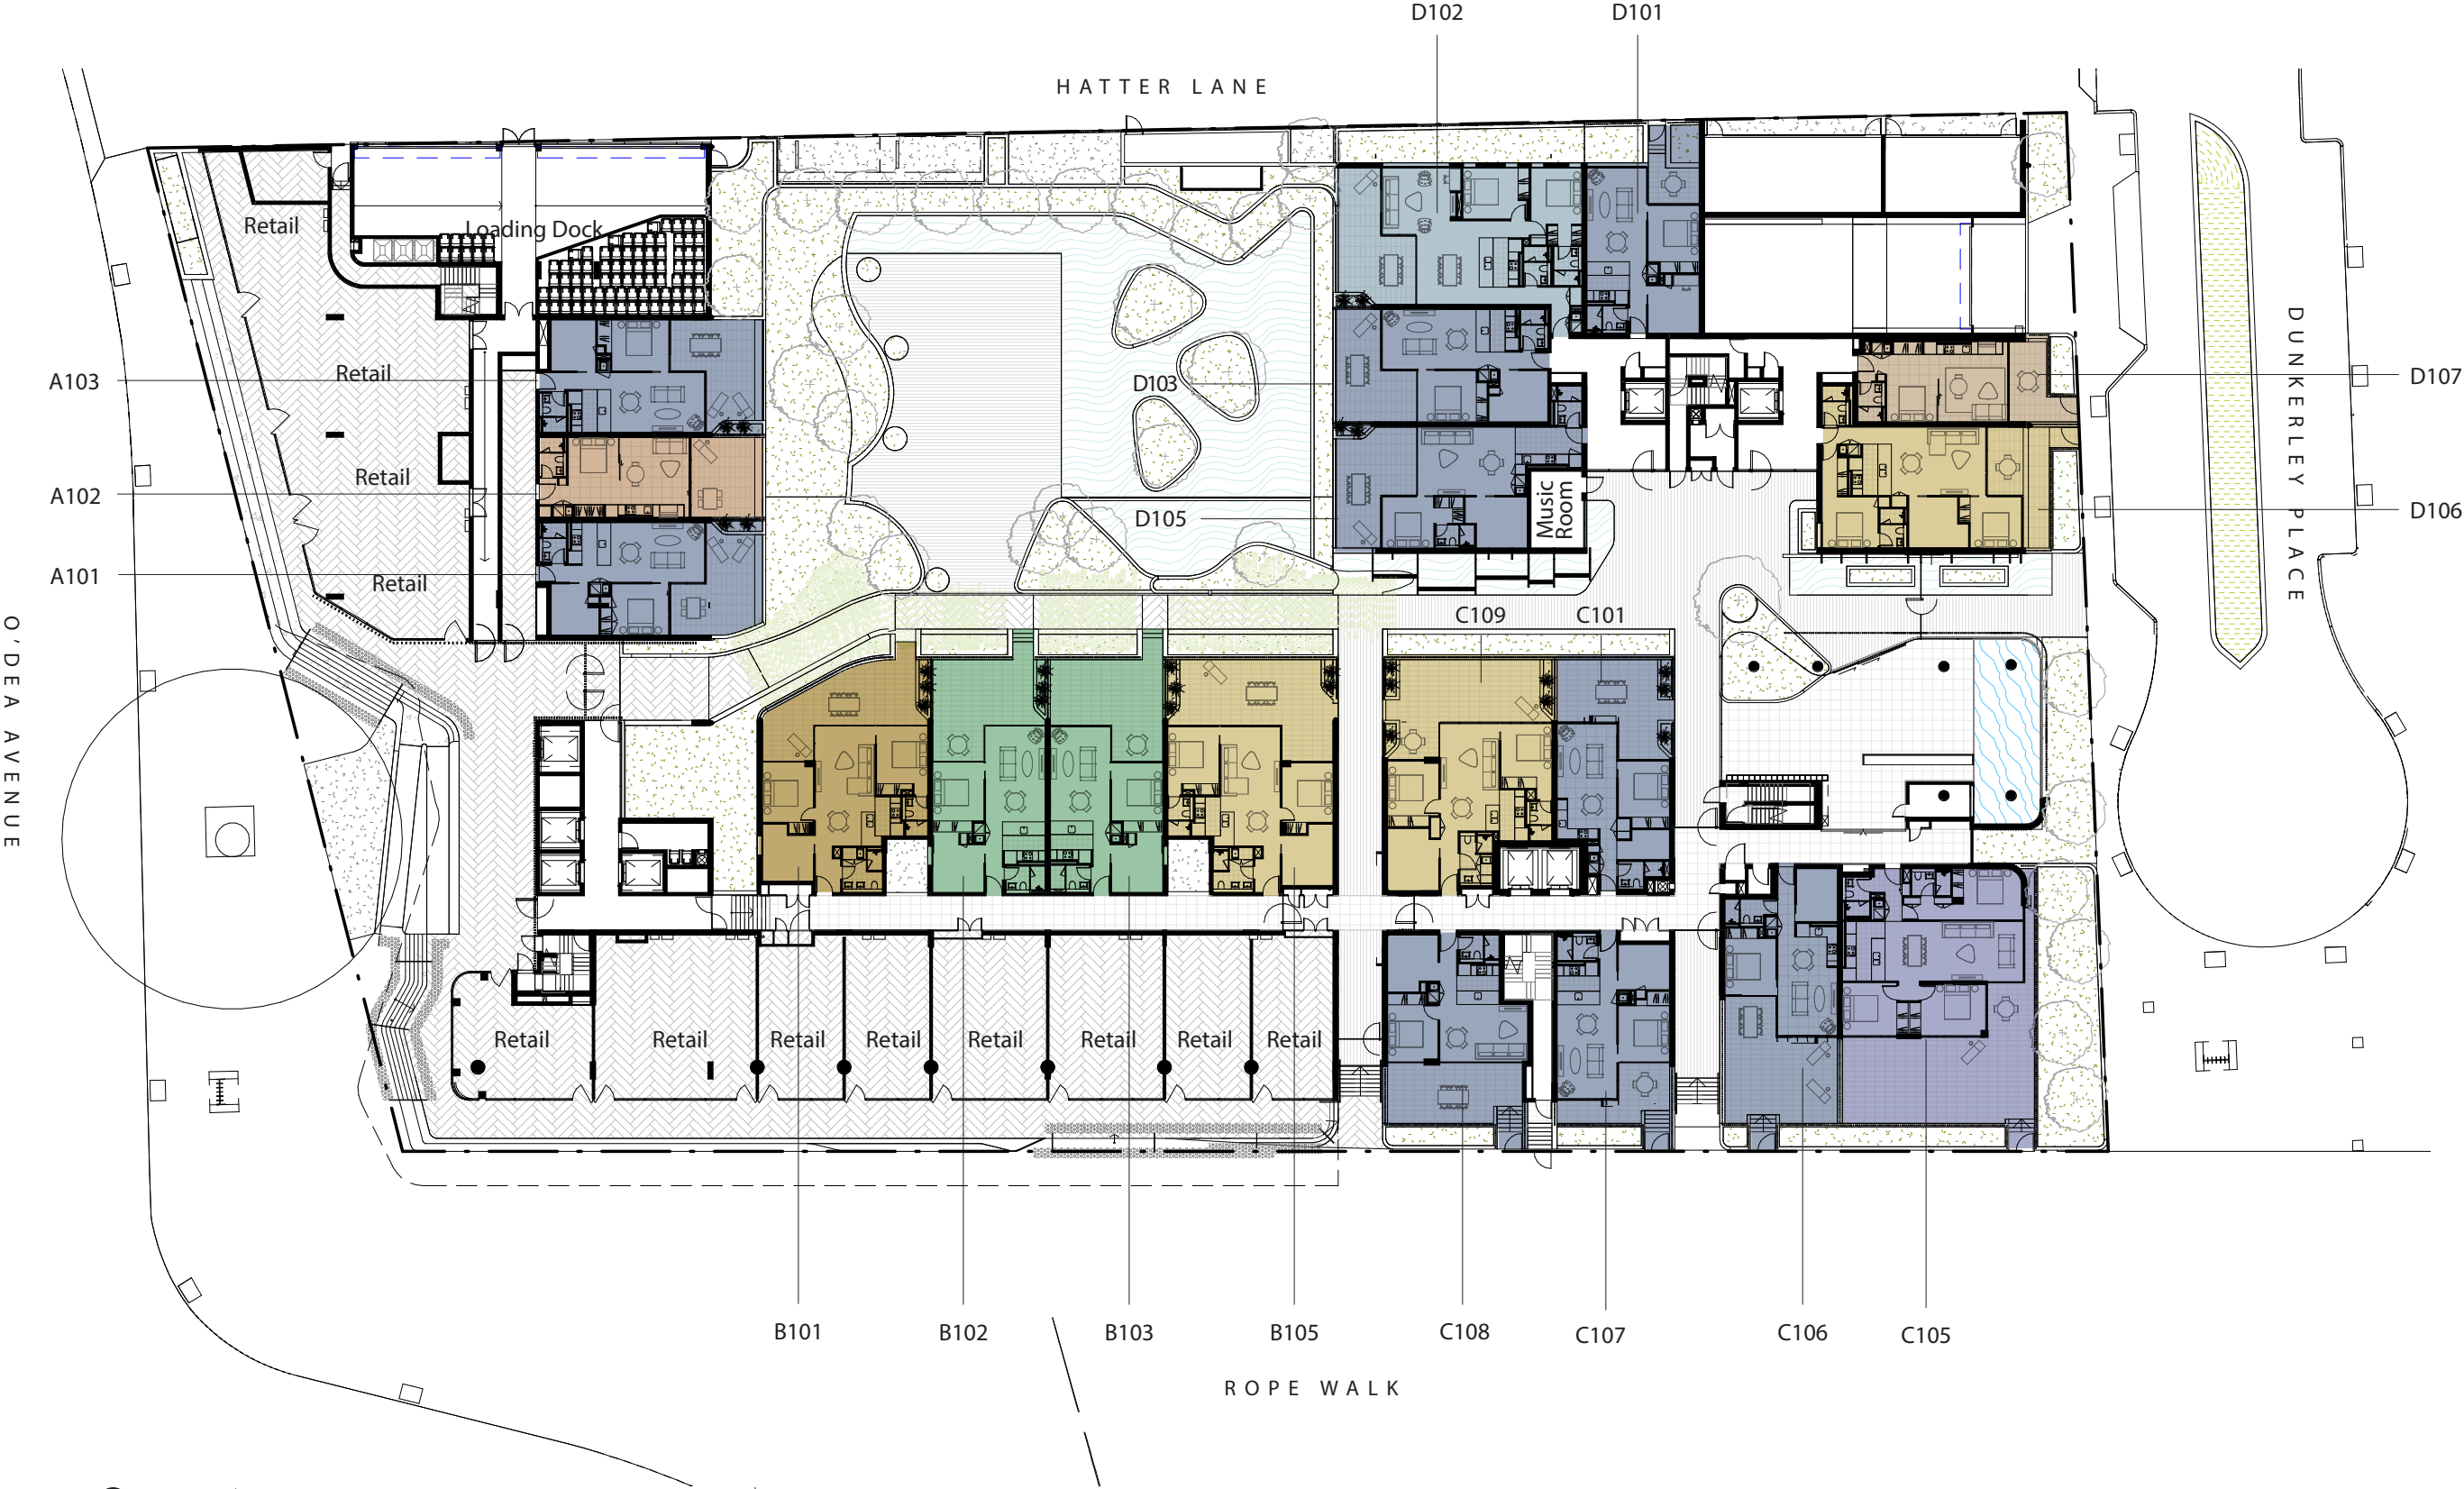 D102
D101
HATTER LANE
Retail
Loading Dock
A103
Retail
D103
D107
Retail
A102
D105
Music
Room
D106
A101
Retail
DUNKERLEY PLACE
C109
C101
O'DEA AVENUE
Retail
Retail
Retail
Retail
Retail
Retail
Retail
Retail
B101
B102
B103
B105
C108
C107
C106
C105
ROPE WALK